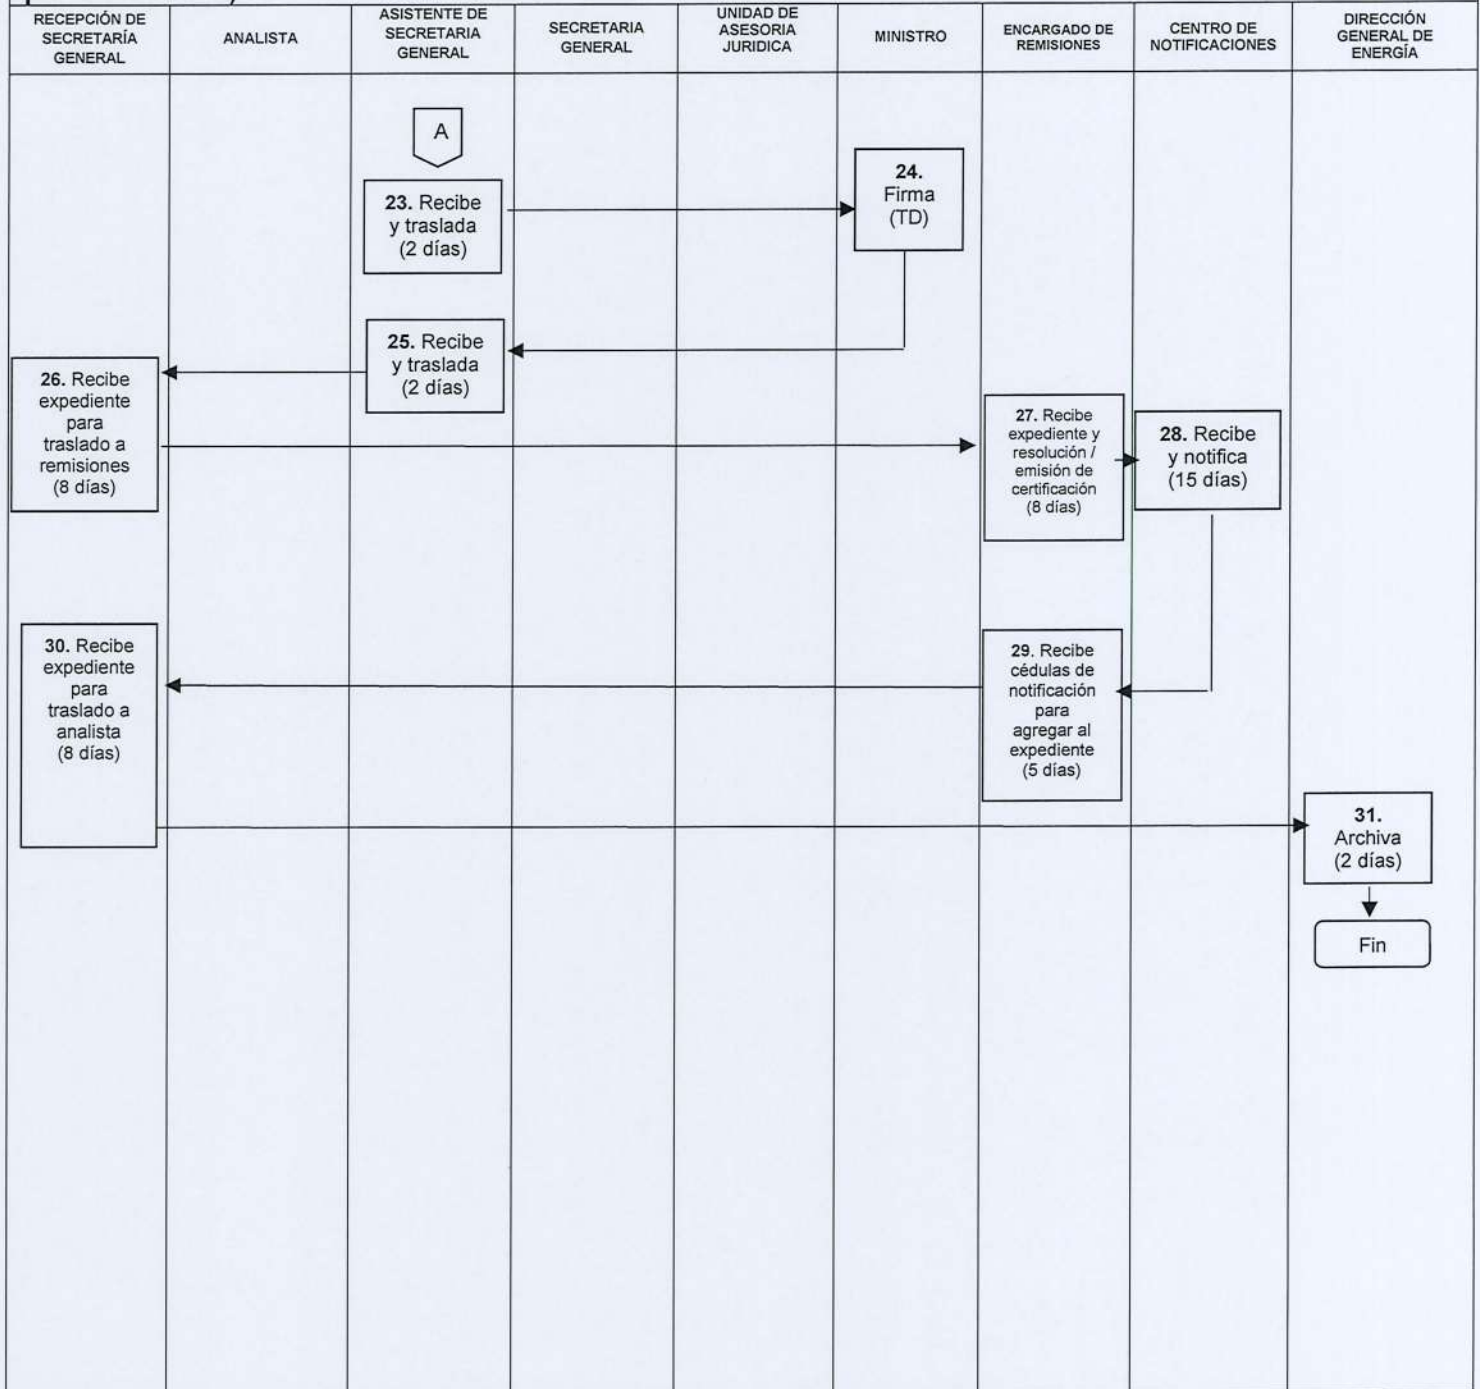 RECEPCIÓN DE
SECRETARÍA
GENERAL
ANALISTA
ASISTENTE DE
SECRETARIA
GENERAL
SECRETARIA
GENERAL
UNIDAD DE
ASESORIA
JURIDICA
MINISTRO
ENCARGADO DE
REMISIONES
CENTRO DE
NOTIFICACIONES
DIRECCIÓN
GENERAL DE
ENERGÍA
A
23. Recibe
y traslada
(2 días)
24.
Firma
(TD)
25. Recibe
y traslada
(2 días)
26. Recibe
expediente
para
traslado a
remisiones
(8 días)
27. Recibe
expediente y
resolución /
emisión de
certificación
(8 días)
28. Recibe
y notifica
(15 días)
29. Recibe
cédulas de
notificación
para
agregar al
expediente
(5 días)
30. Recibe
expediente
para
traslado a
analista
(8 días)
31.
Archiva
(2 días)
Fin